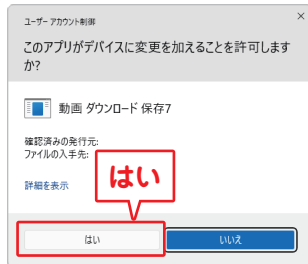 ユーザー アカウント制御
×
このアプリがデバイスに変更を加えることを許可します
か?
動画 ダウンロード 保存7
確認済みの発行元:
ファイルの入手先:
はい
詳細を表示
はい
いいえ